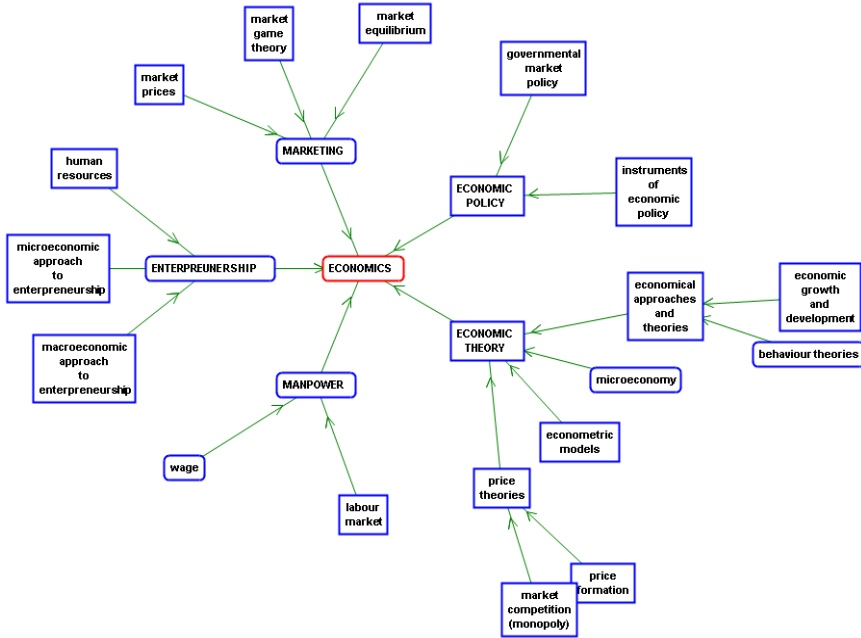 market
game
theory
market
equilibrium
market
prices
governmental
market
policy
MARKETING
human
resources
ECONOMIC
POLICY
instruments
of
economic
policy
microeconomic
approach
to
enterpreneurship
ENTERPREUNERSHIP
ECONOMICS
economical
approaches
and
theories
economic
growth
and
development
macroeconomic
approach
to
enterpreneurship
ECONOMIC
THEORY
behaviour theories
MANPOWER
microeconomy
wage
econometric
models
labour
market
price
theories
price
formation
market
competition
(monopoly)